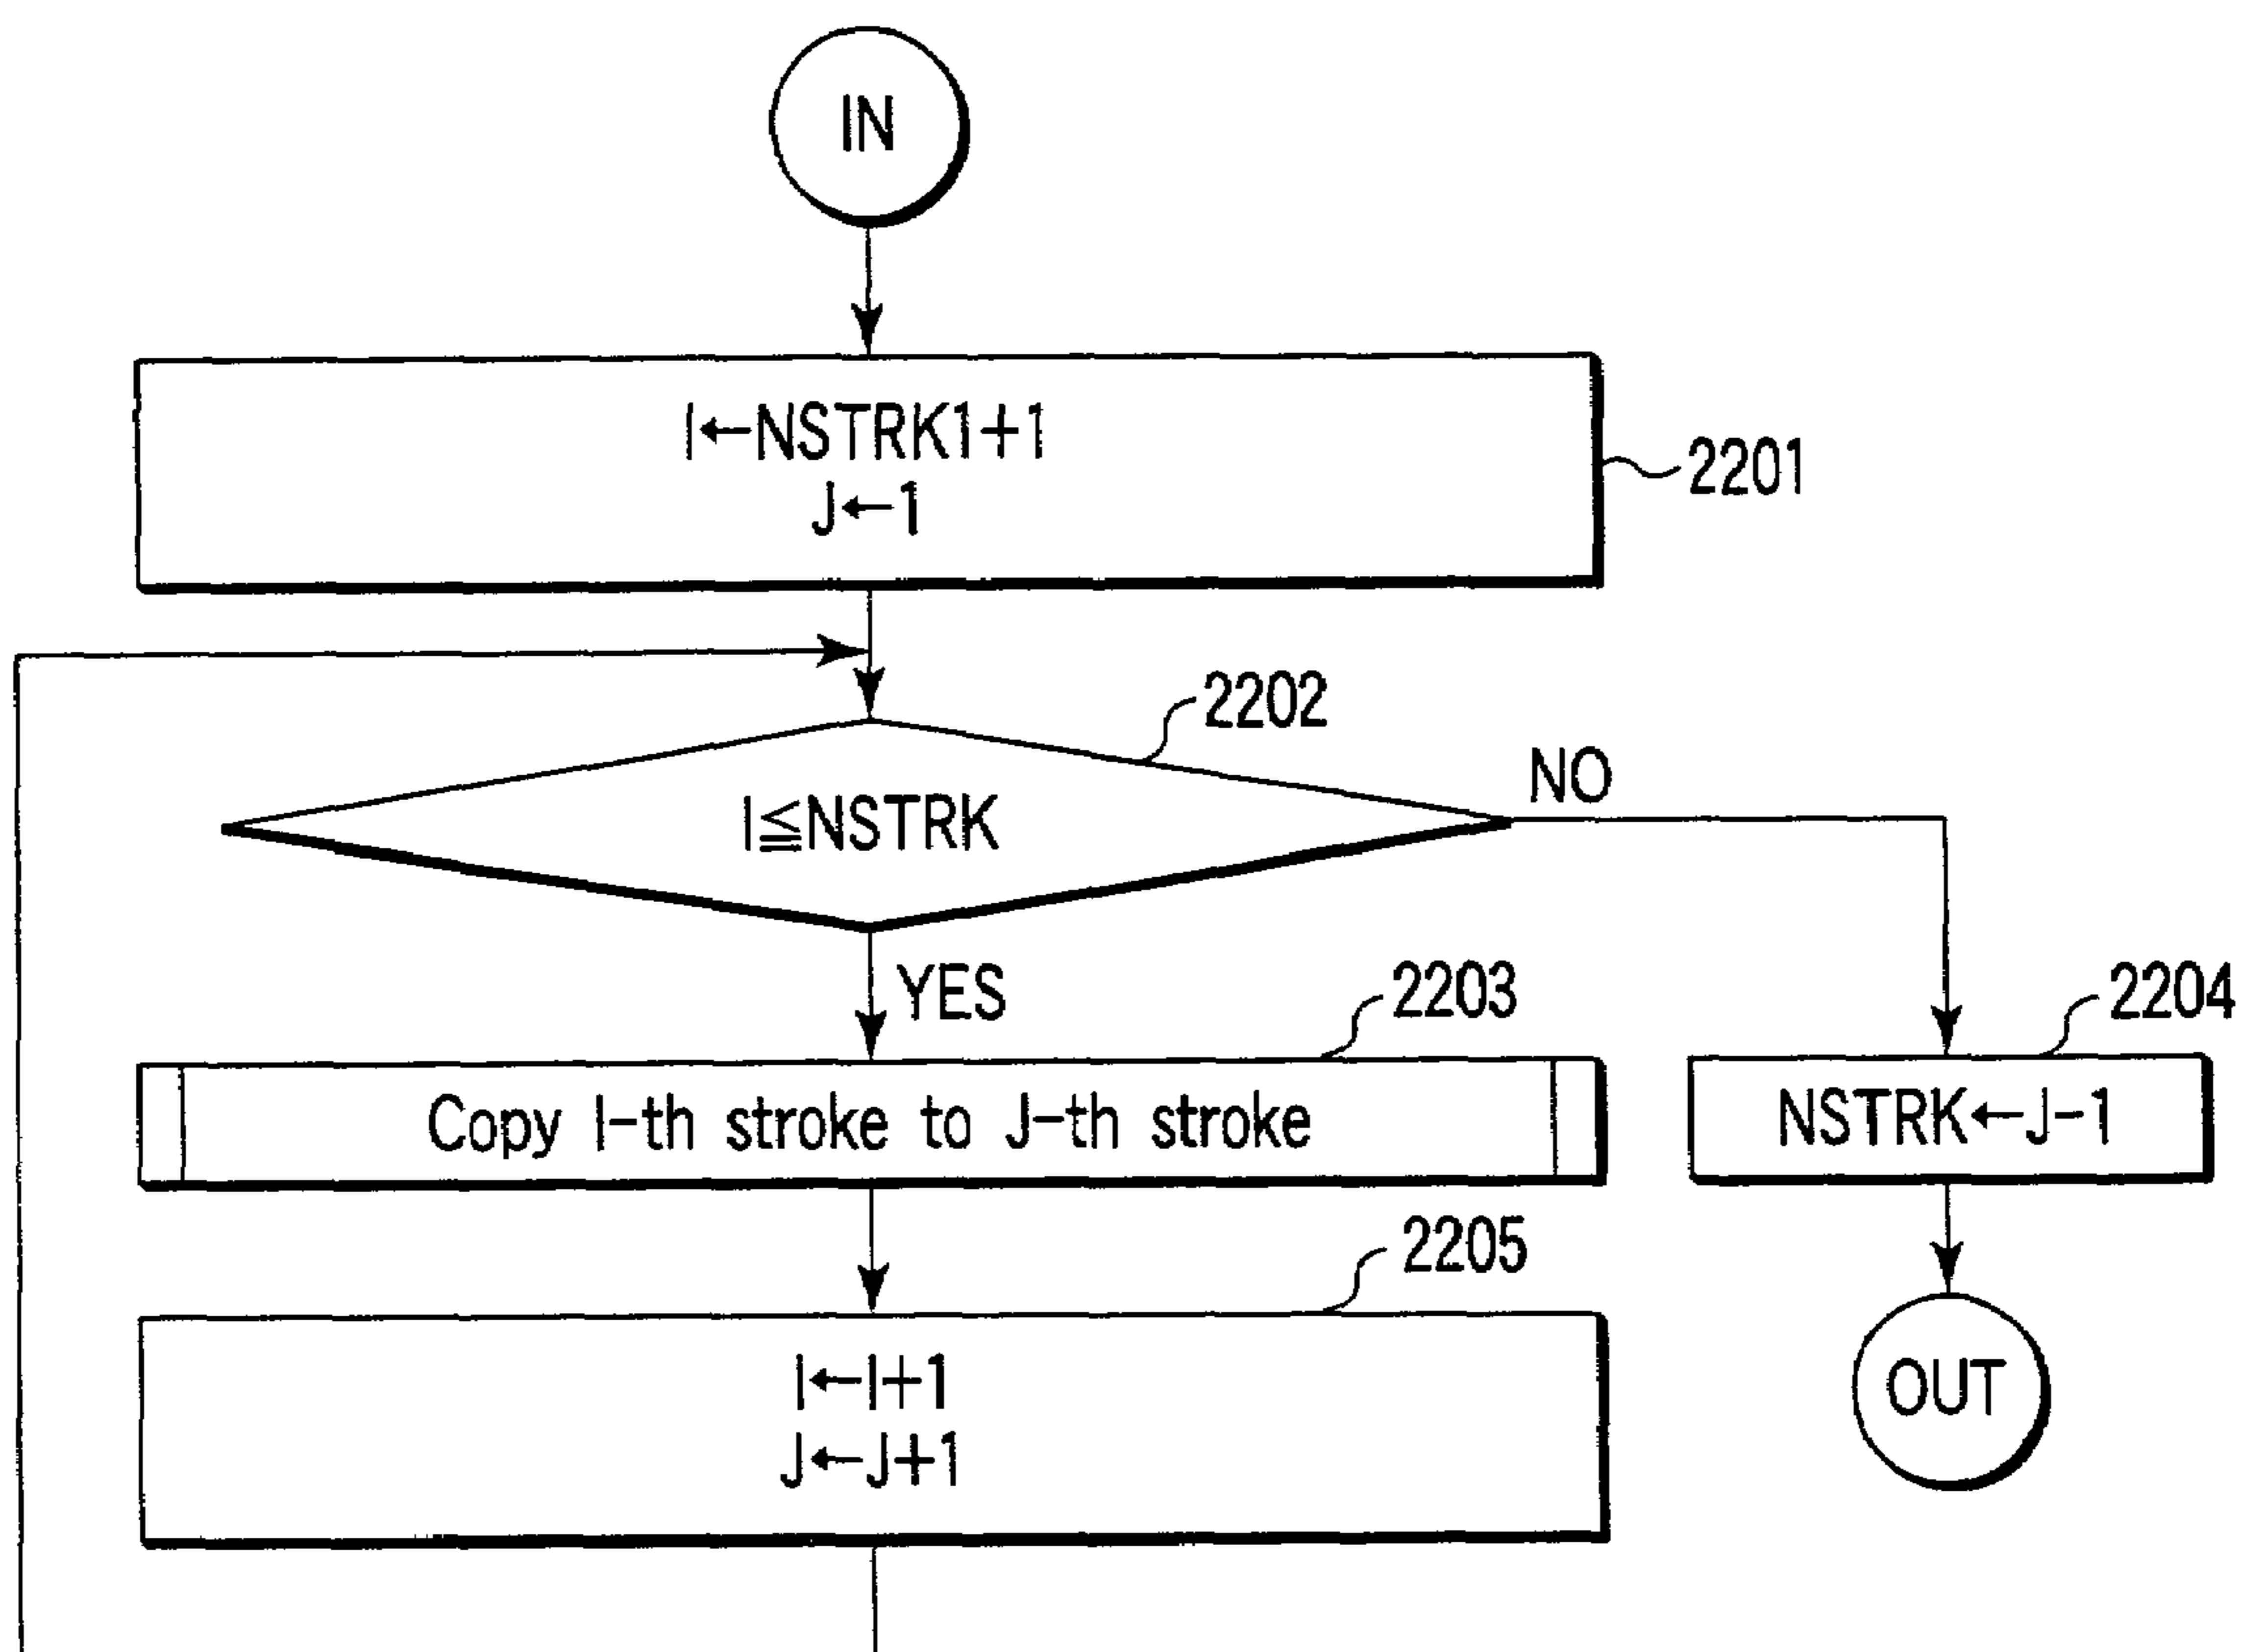 IN
I←NSTRK1+1
J←1
2201
2202
I≦NSTRK
NO
YES
2203
2204
Copy I-th stroke to J-th stroke
NSTRK←J-1
2205
I←I+1
J←J+1
OUT